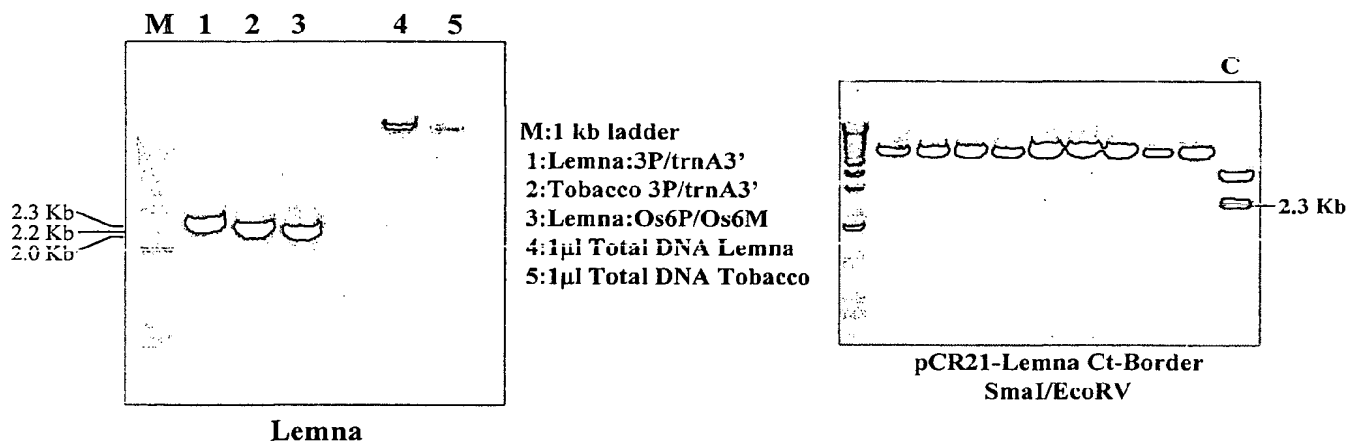 M 1 2 3 4 5
2.3 Kb
2.2 Kb
2.0 Kb
Lemna
M:1 kb ladder
1:Lemna:3P/trnA3'
2:Tobacco 3P/trnA3'
3:Lemna:Os6P/Os6M
4:1µl Total DNA Lemna
5:1µl Total DNA Tobacco
C
2.3 Kb
pCR21-Lemna Ct-Border
SmaI/EcoRV